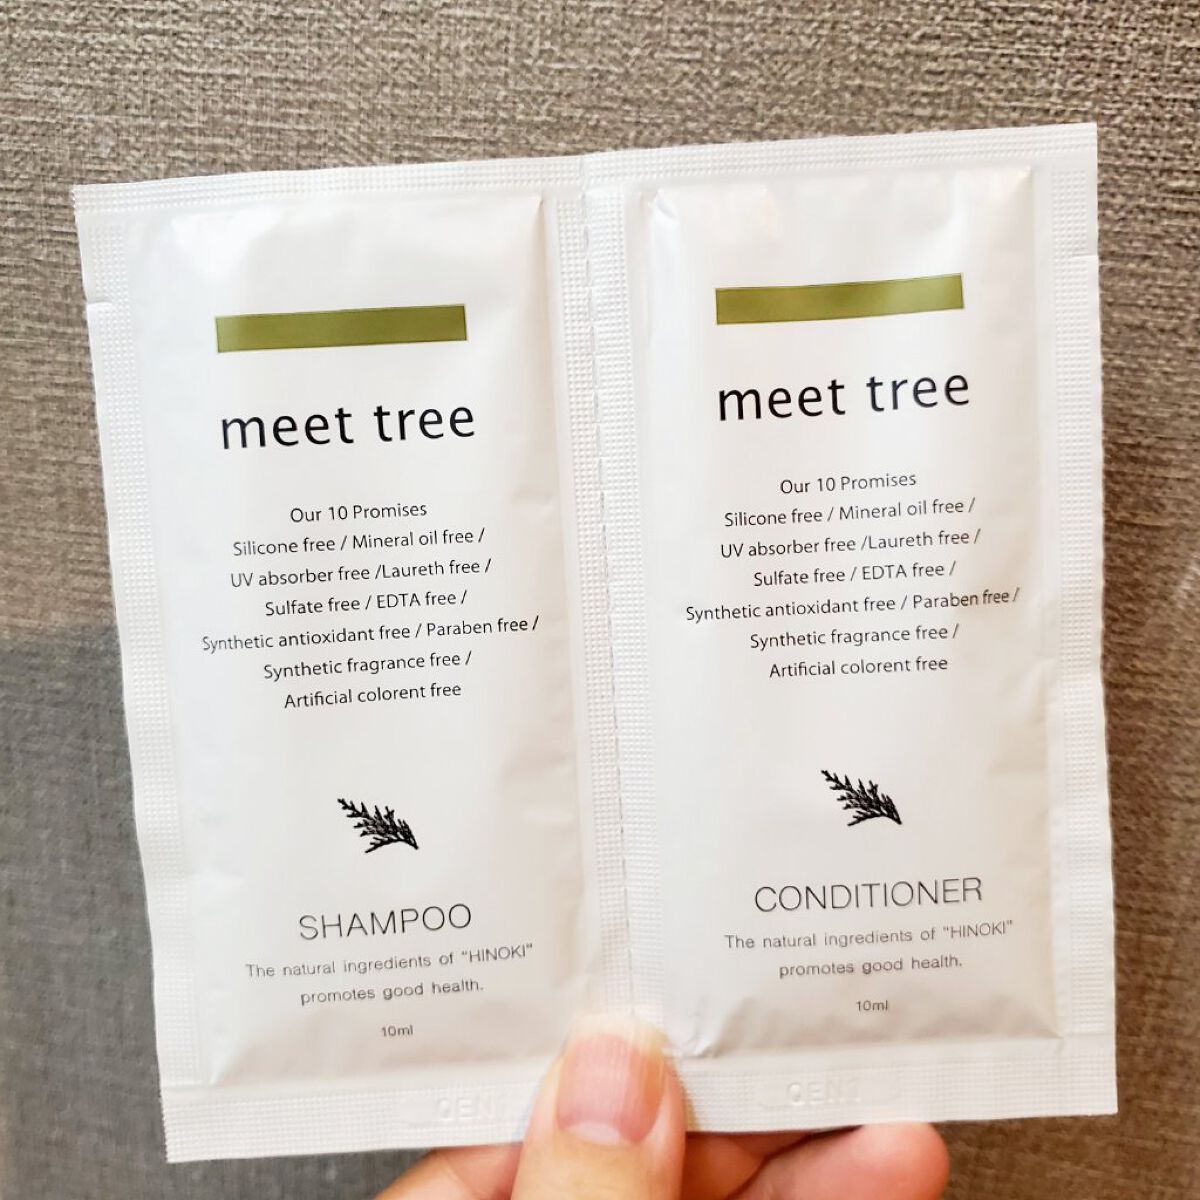 meet tree
Our 10 Promises
Silicone free / Mineral oil free /
UV absorber free /Laureth free /
Sulfate free / EDTA free /
Synthetic antioxidant free / Paraben free /
Synthetic fragrance free /
Artificial colorent free
SHAMPOO
The natural ingredients of "HINOKI"
promotes good health.
10ml
meet tree
Our 10 Promises
Silicone free / Mineral oil free /
UV absorber free /Laureth free /
Sulfate free / EDTA free /
Synthetic antioxidant free / Paraben free /
Synthetic fragrance free /
Artificial colorent free
CONDITIONER
The natural ingredients of "HINOKI"
promotes good health.
10ml